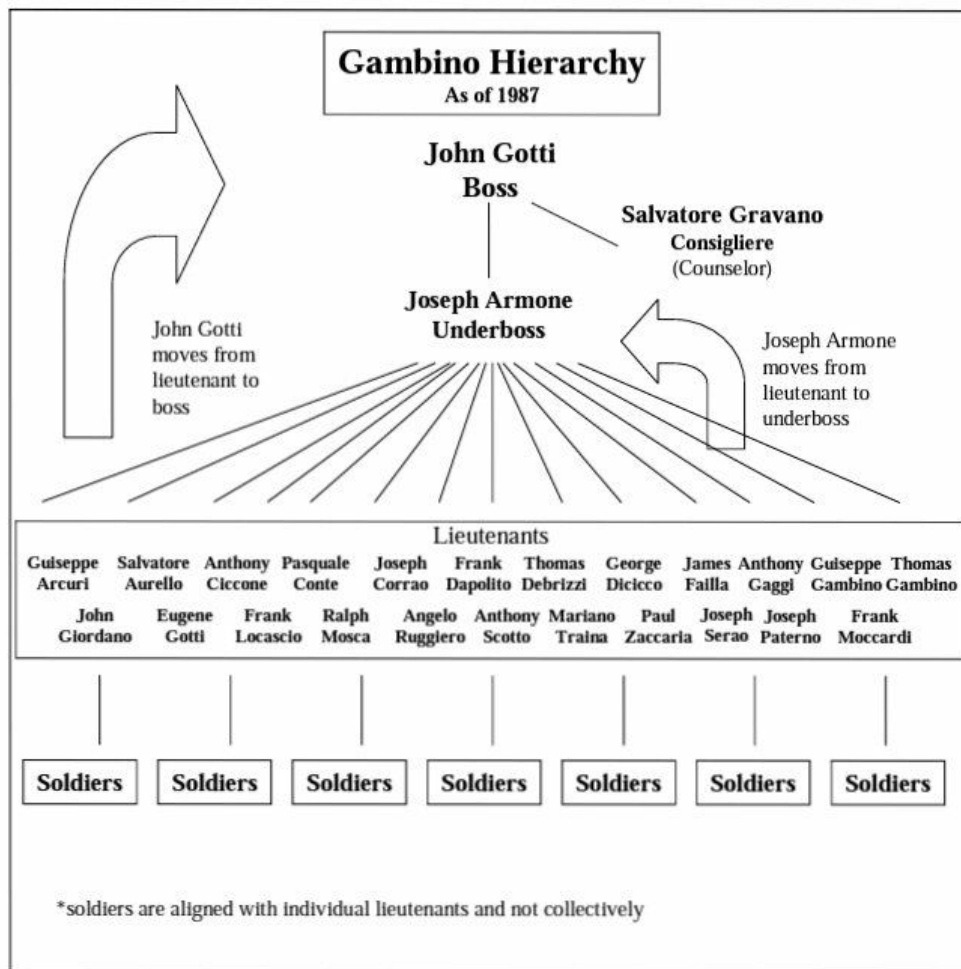 Gambino Hierarchy
As of 1987
John Gotti
Boss
Salvatore Gravano
Consigliere
(Counselor)
Joseph Armone
Underboss
John Gotti
moves from
lieutenant to
boss
Joseph Armone
moves from
lieutenant to
underboss
Lieutenants
Guiseppe Salvatore Anthony Pasquale Joseph Frank Thomas George James Anthony Guiseppe Thomas
Arcuri Aurello Ciccone Conte Corrao Dapolito Debrizzi Dicicco Failla Gaggi Gambino Gambino
John Eugene Frank Ralph Angelo Anthony Mariano Paul Joseph Joseph Frank
Giordano Gotti Locascio Mosca Ruggiero Scotto Traina Zaccaria Serao Paterno Moccardi
Soldiers Soldiers Soldiers Soldiers Soldiers Soldiers Soldiers
*soldiers are aligned with individual lieutenants and not collectively